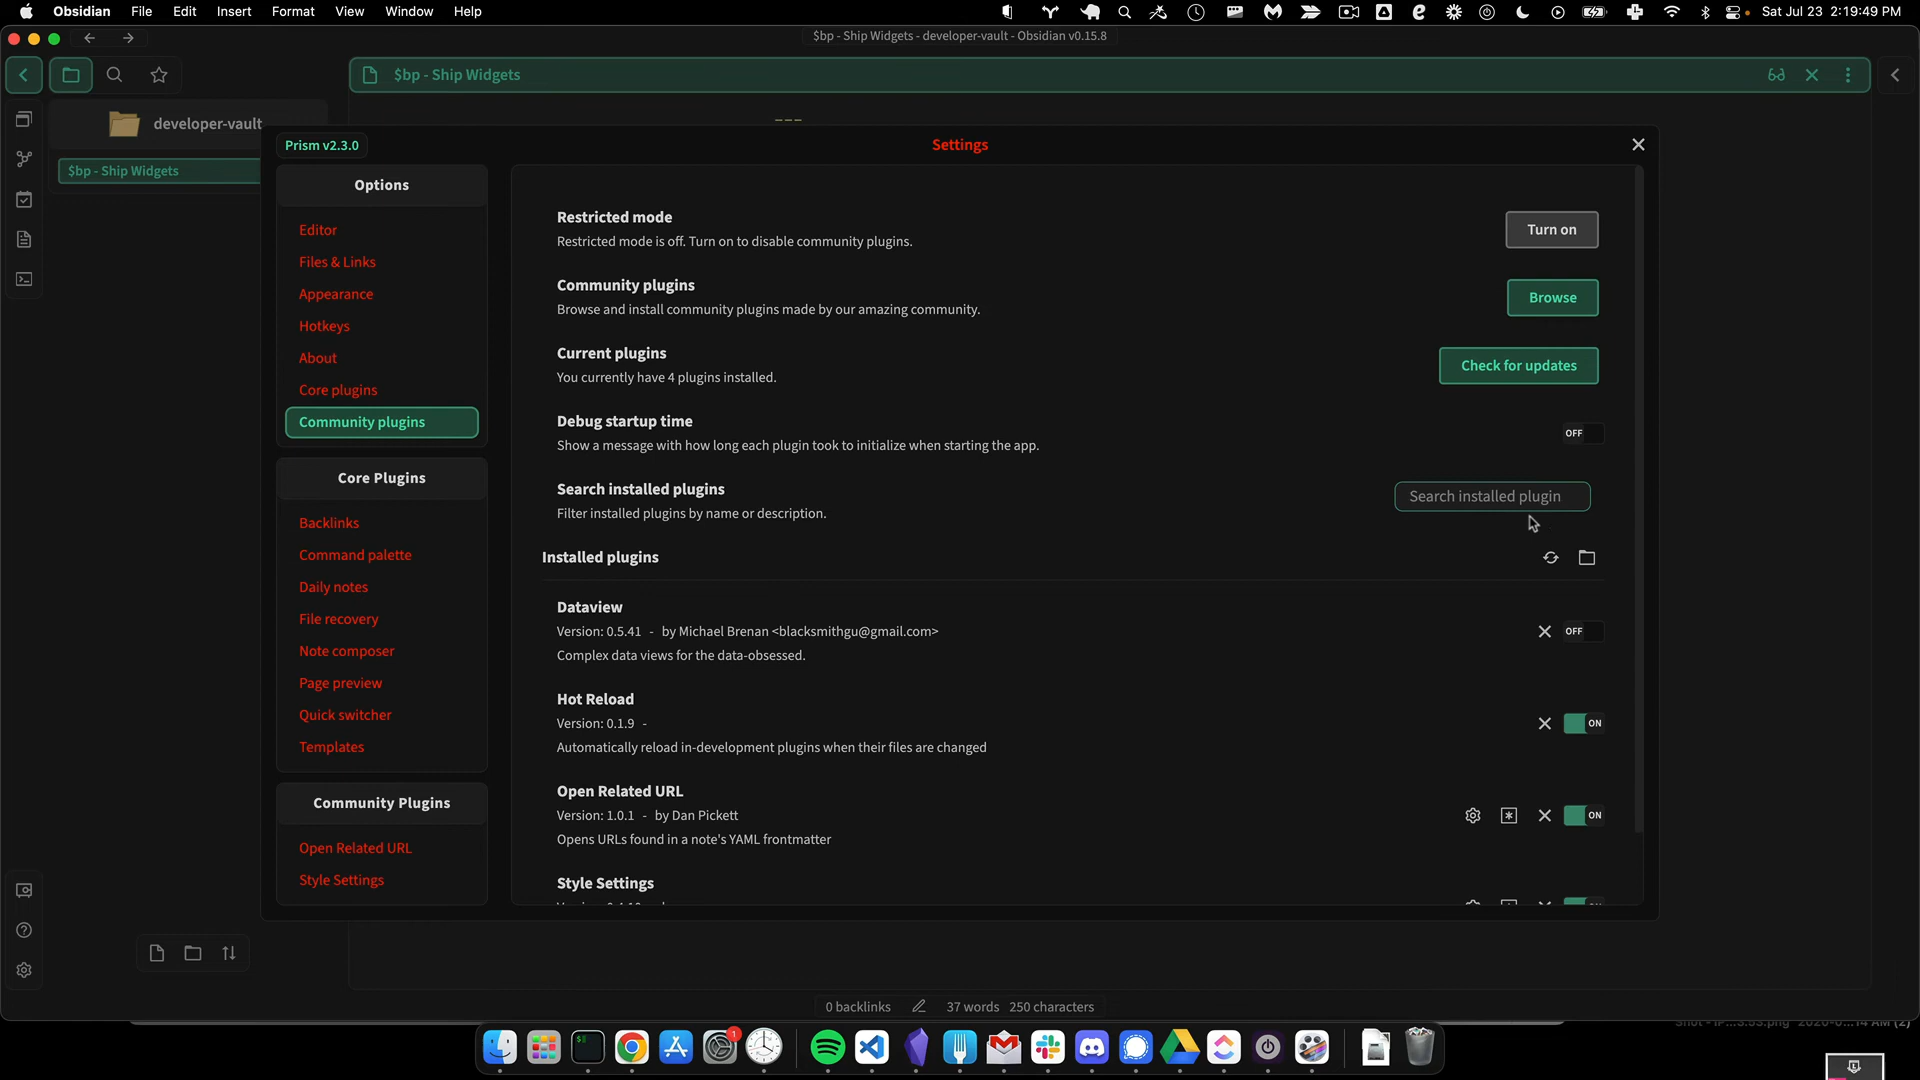 Obsidian File Edit Insert Format View Window Help
Sat Jul 23 2:19:49 PM
$bp - Ship Widgets - developer-vault - Obsidian v0.15.8
$bp - Ship Widgets
developer-vault
---
$bp - Ship Widgets
Prism v2.3.0
Settings
Options
Editor
Files & Links
Appearance
Hotkeys
About
Core plugins
Community plugins
Core Plugins
Backlinks
Command palette
Daily notes
File recovery
Note composer
Page preview
Quick switcher
Templates
Community Plugins
Open Related URL
Style Settings
Restricted mode
Restricted mode is off. Turn on to disable community plugins.
Turn on
Community plugins
Browse and install community plugins made by our amazing community.
Browse
Current plugins
You currently have 4 plugins installed.
Check for updates
Debug startup time
Show a message with how long each plugin took to initialize when starting the app.
OFF
Search installed plugins
Filter installed plugins by name or description.
Search installed plugin
Installed plugins
Dataview
Version: 0.5.41 - by Michael Brenan <blacksmithgu@gmail.com>
Complex data views for the data-obsessed.
OFF
Hot Reload
Version: 0.1.9 -
Automatically reload in-development plugins when their files are changed
ON
Open Related URL
Version: 1.0.1 - by Dan Pickett
Opens URLs found in a note's YAML frontmatter
ON
Style Settings
0 backlinks 37 words 250 characters
1